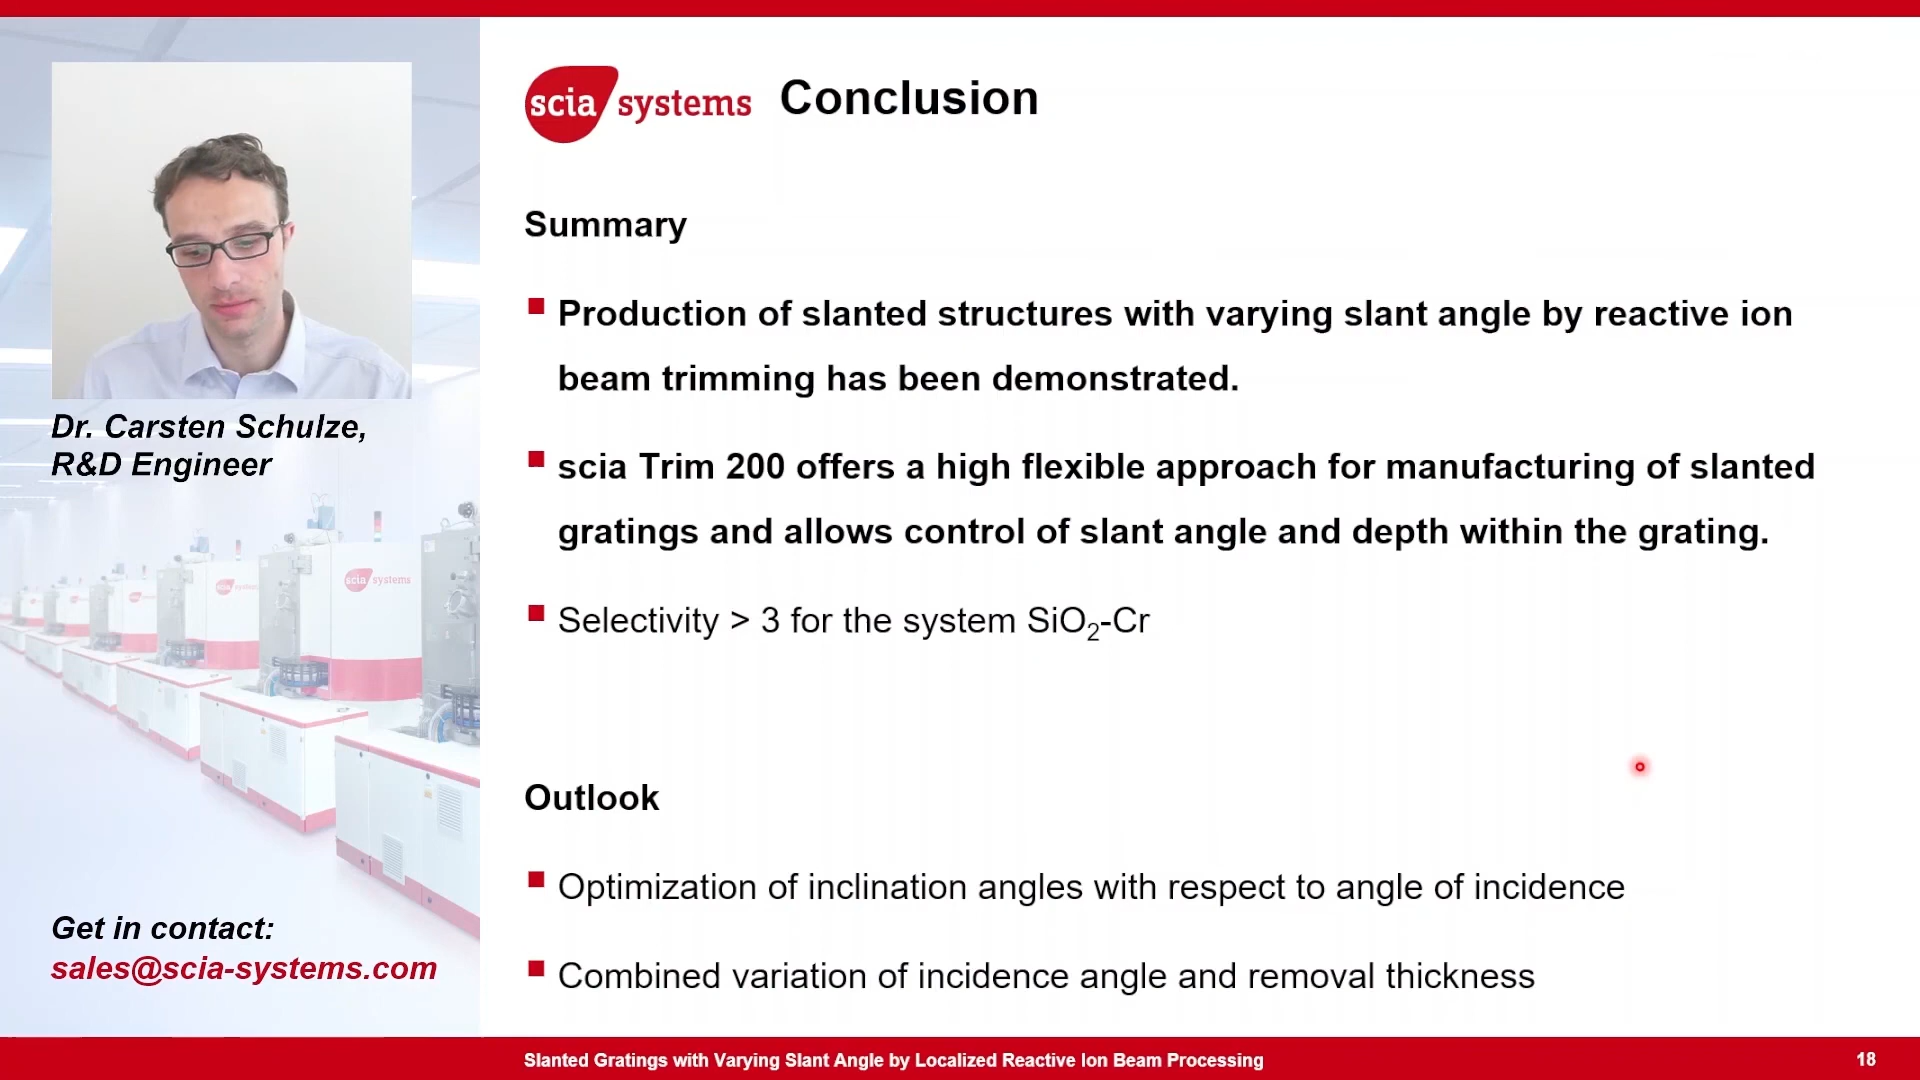 scia systems Conclusion
Summary
Production of slanted structures with varying slant angle by reactive ion
beam trimming has been demonstrated.
scia Trim 200 offers a high flexible approach for manufacturing of slanted
gratings and allows control of slant angle and depth within the grating.
Selectivity > 3 for the system SiO₂-Cr
Outlook
Optimization of inclination angles with respect to angle of incidence
Combined variation of incidence angle and removal thickness
Dr. Carsten Schulze,
R&D Engineer
scia systems
scia systems
Get in contact:
sales@scia-systems.com
Slanted Gratings with Varying Slant Angle by Localized Reactive Ion Beam Processing
18